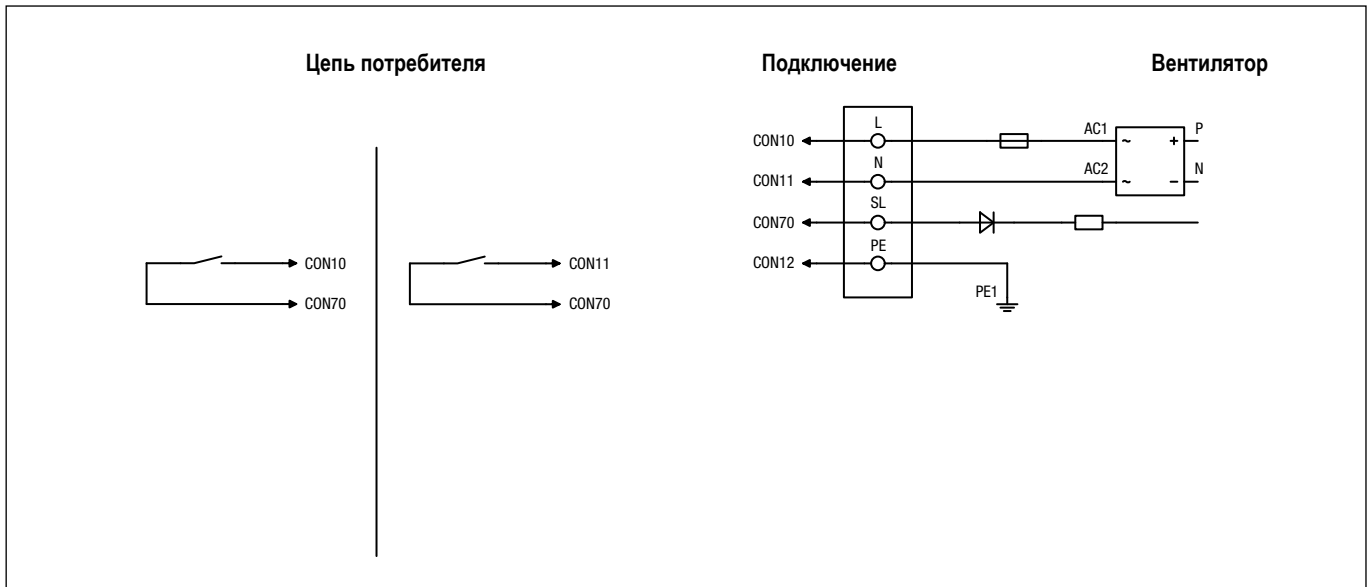 Цепь потребителя
Подключение
Вентилятор
CON10
CON70
CON11
CON70
L
CON10
AC1
~
+
P
N
CON11
AC2
~
−
N
SL
CON70
PE
CON12
PE1